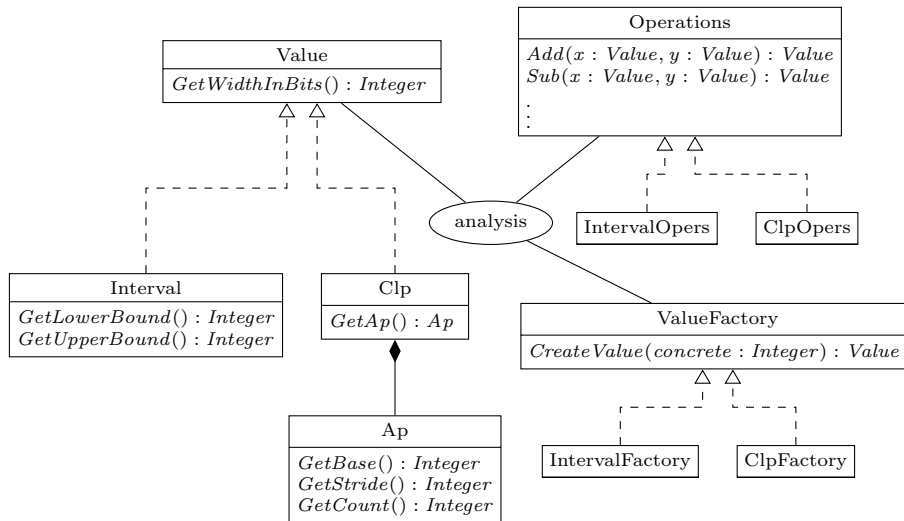 Value
GetWidthInBits() : Integer
Operations
Add(x : Value, y : Value) : Value
Sub(x : Value, y : Value) : Value
.
.
.
analysis
IntervalOpers
ClpOpers
Interval
GetLowerBound() : Integer
GetUpperBound() : Integer
Clp
GetAp() : Ap
ValueFactory
CreateValue(concrete : Integer) : Value
Ap
GetBase() : Integer
GetStride() : Integer
GetCount() : Integer
IntervalFactory
ClpFactory